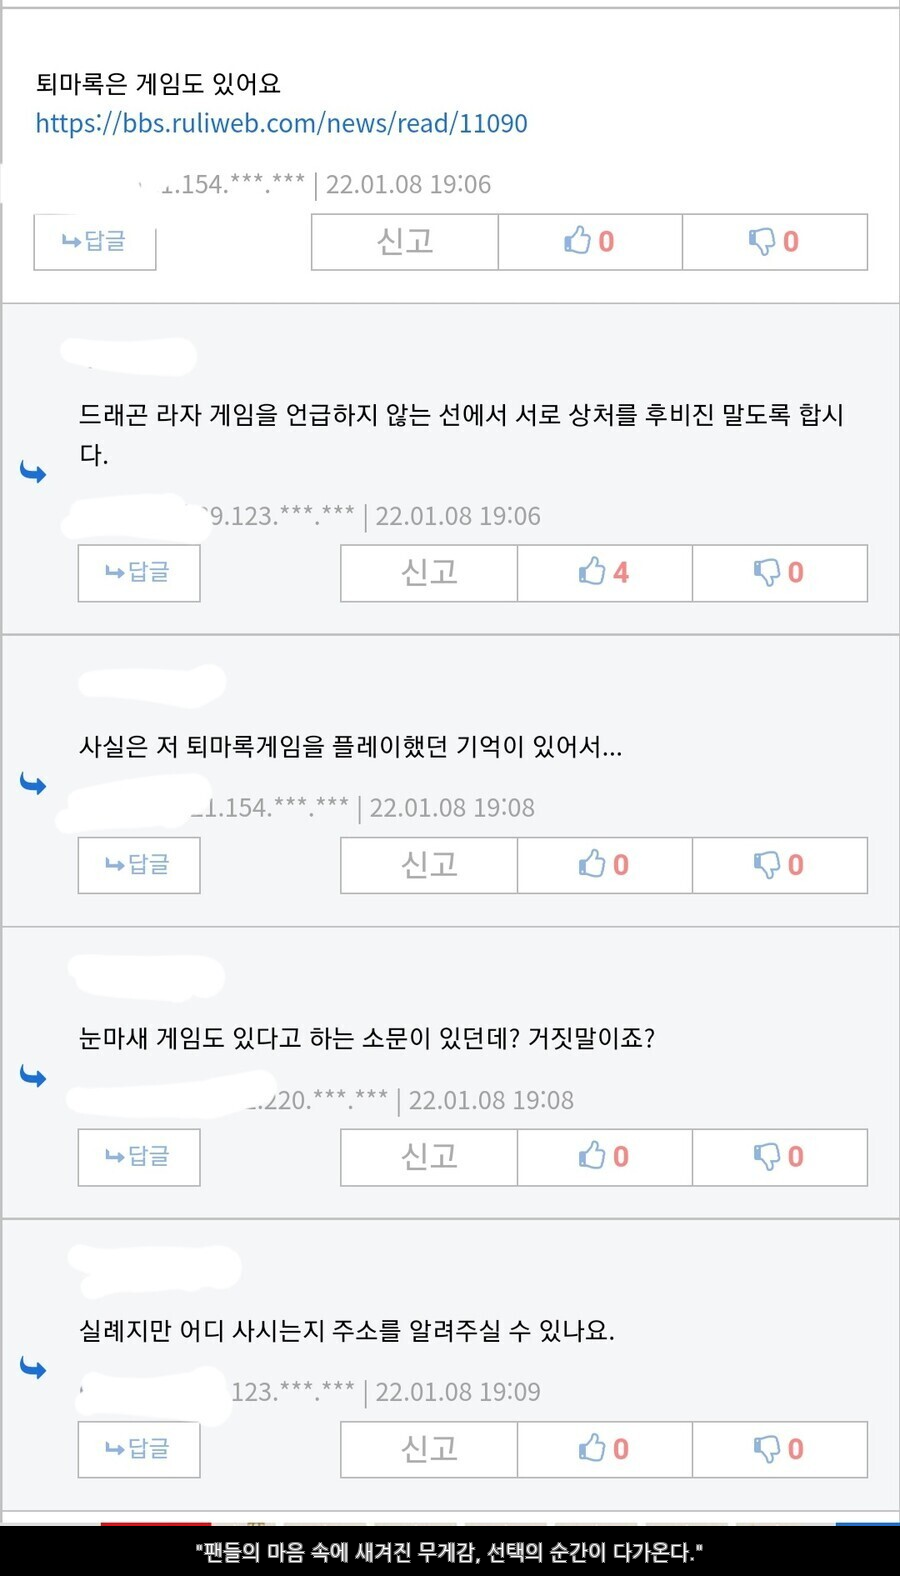 퇴마록은 게임도 있어요
https://bbs.ruliweb.com/news/read/11090
1.154.***.*** | 22.01.08 19:06
답글 신고 0 0
드래곤 라자 게임을 언급하지 않는 선에서 서로 상처를 후비진 말도록 합시
다.
9.123.***.*** | 22.01.08 19:06
답글 신고 4 0
사실은 저 퇴마록게임을 플레이했던 기억이 있어서...
1.154.***.*** | 22.01.08 19:08
답글 신고 0 0
눈마새 게임도 있다고 하는 소문이 있던데? 거짓말이죠?
.220.***.*** | 22.01.08 19:08
답글 신고 0 0
실례지만 어디 사시는지 주소를 알려주실 수 있나요.
123.***.*** | 22.01.08 19:09
답글 신고 0 0
"팬들의 마음 속에 새겨진 무게감, 선택의 순간이 다가온다."